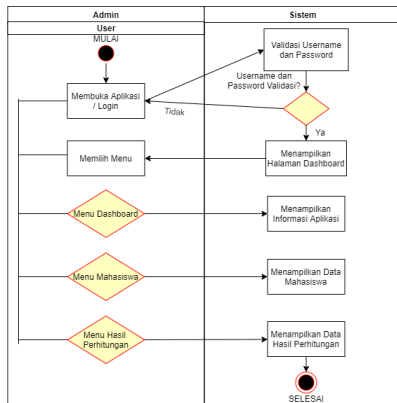 Admin
Sistem
User
MULAI
Validasi Username
dan Password
Username dan
Password Validasi?
Membuka Aplikasi
/ Login
Tidak
Ya
Memilih Menu
Menampilkan
Halaman Dashboard
Menu Dashboard
Menampilkan
Informasi Aplikasi
Menu Mahasiswa
Menampilkan Data
Mahasiswa
Menu Hasil
Perhitungan
Menampilkan Data
Hasil Perhitungan
SELESAI